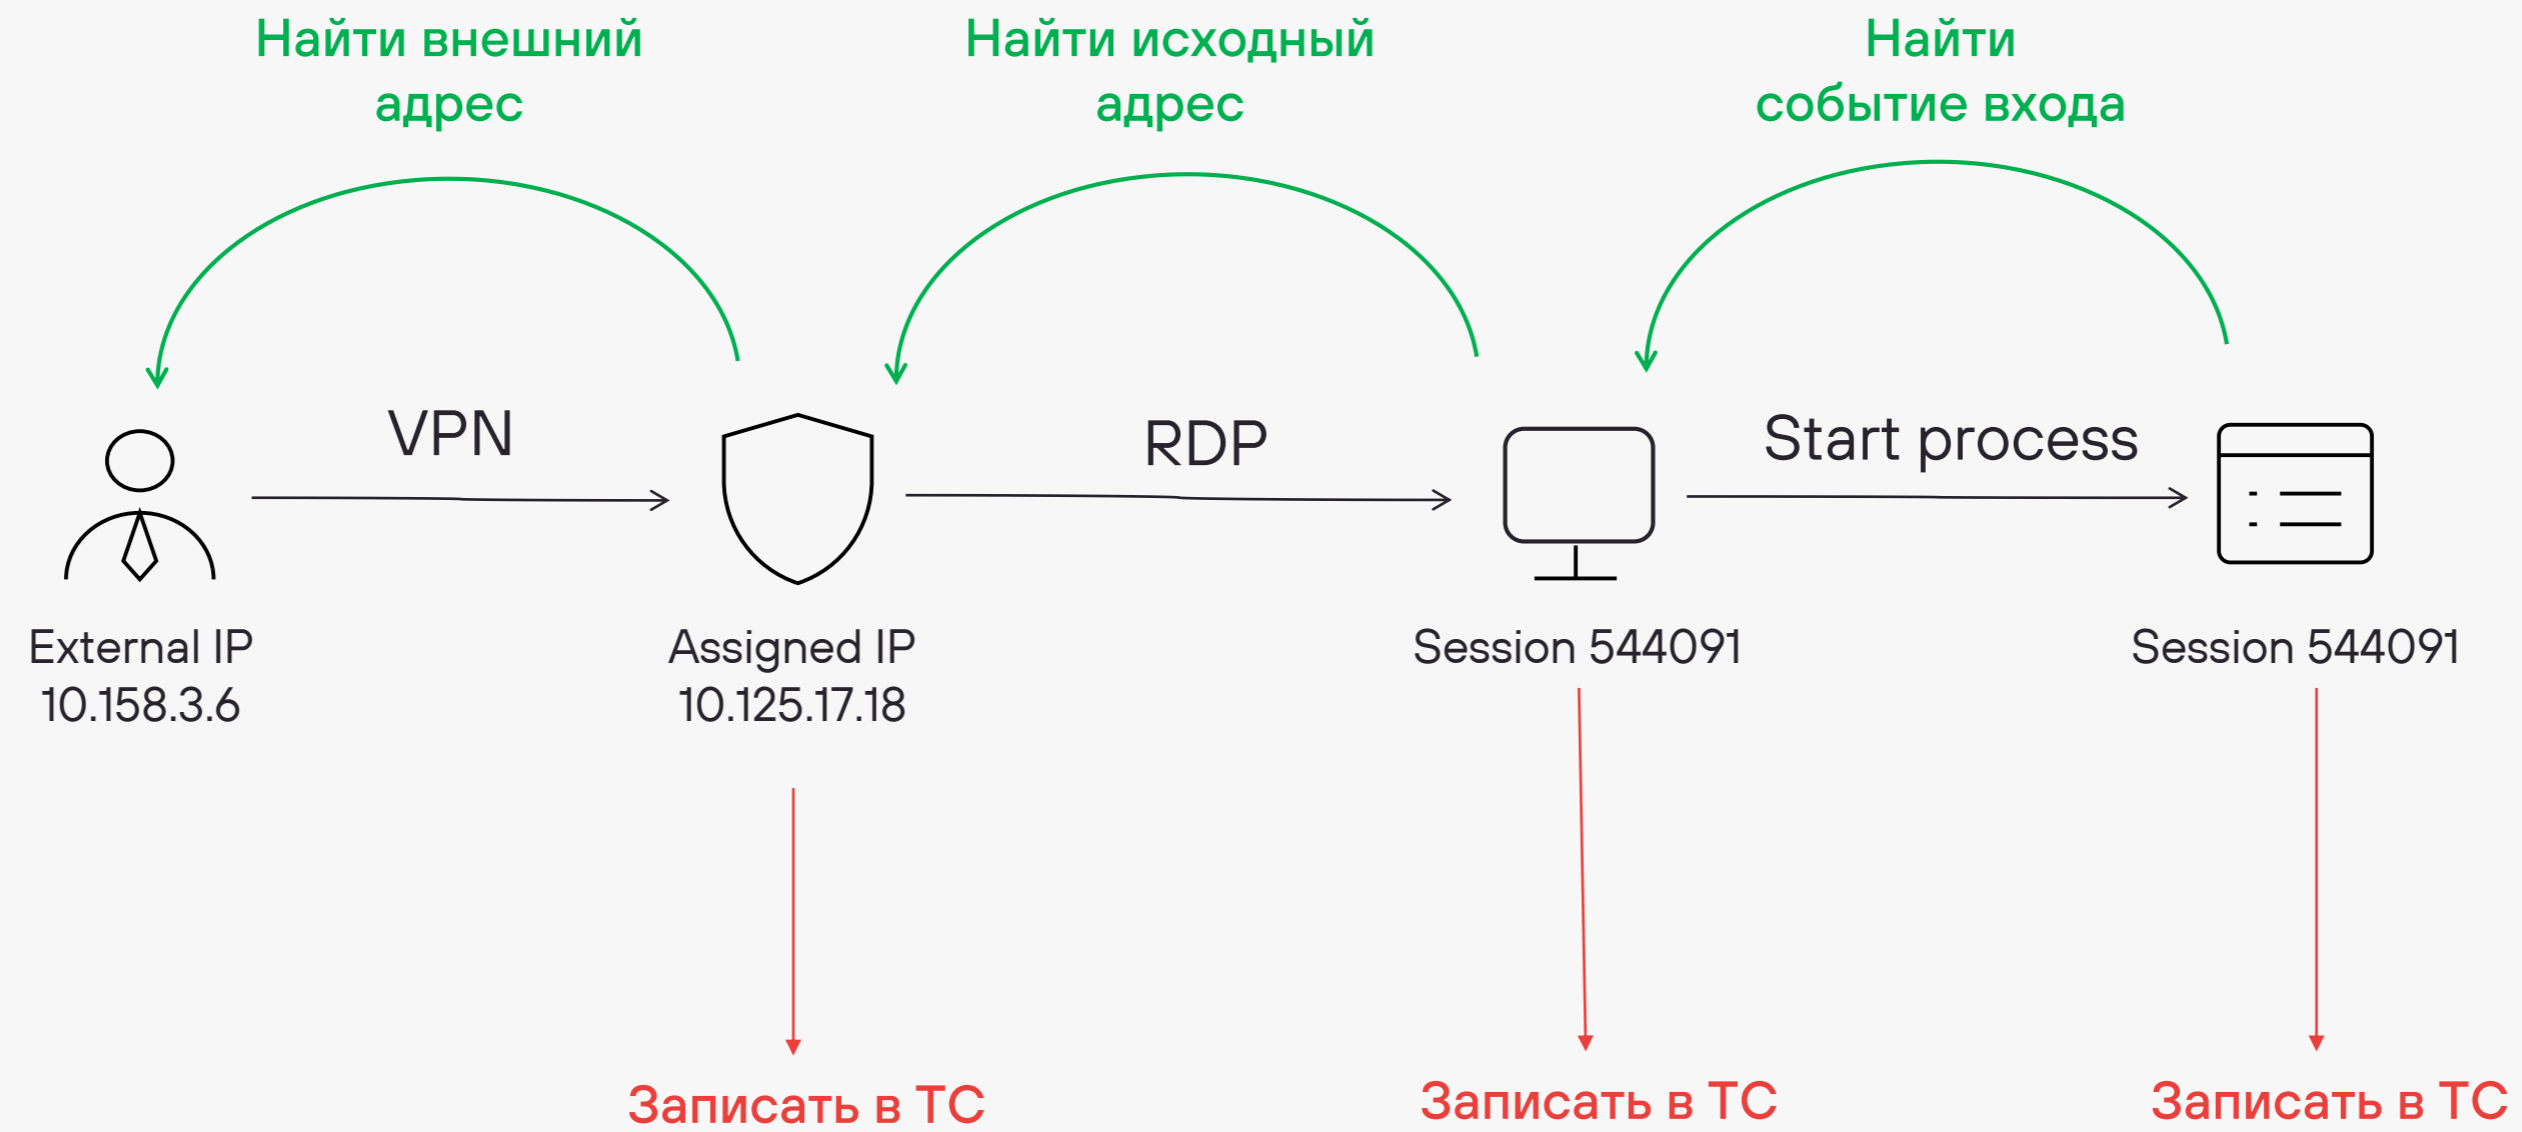 Найти внешний
адрес
Найти исходный
адрес
Найти
событие входа
VPN
RDP
Start process
External IP
10.158.3.6
Assigned IP
10.125.17.18
Session 544091
Session 544091
Записать в ТС
Записать в ТС
Записать в ТС